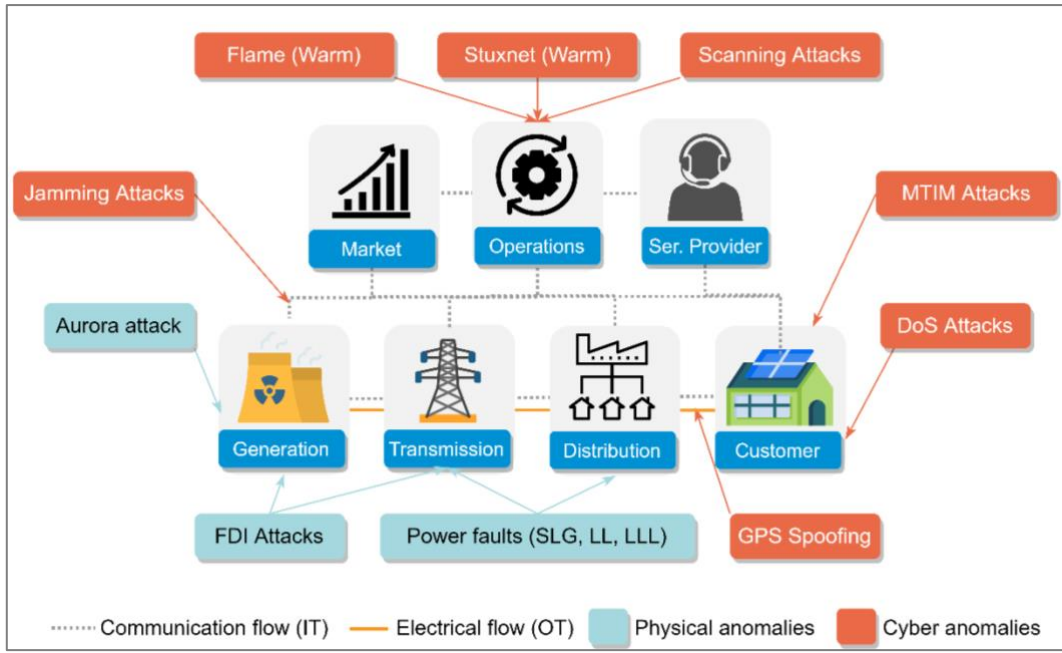 Flame (Warm)
Stuxnet (Warm)
Scanning Attacks
Jamming Attacks
MTIM Attacks
Market
Operations
Ser. Provider
Aurora attack
DoS Attacks
Generation
Transmission
Distribution
Customer
FDI Attacks
Power faults (SLG, LL, LLL)
GPS Spoofing
Communication flow (IT)
Electrical flow (OT)
Physical anomalies
Cyber anomalies